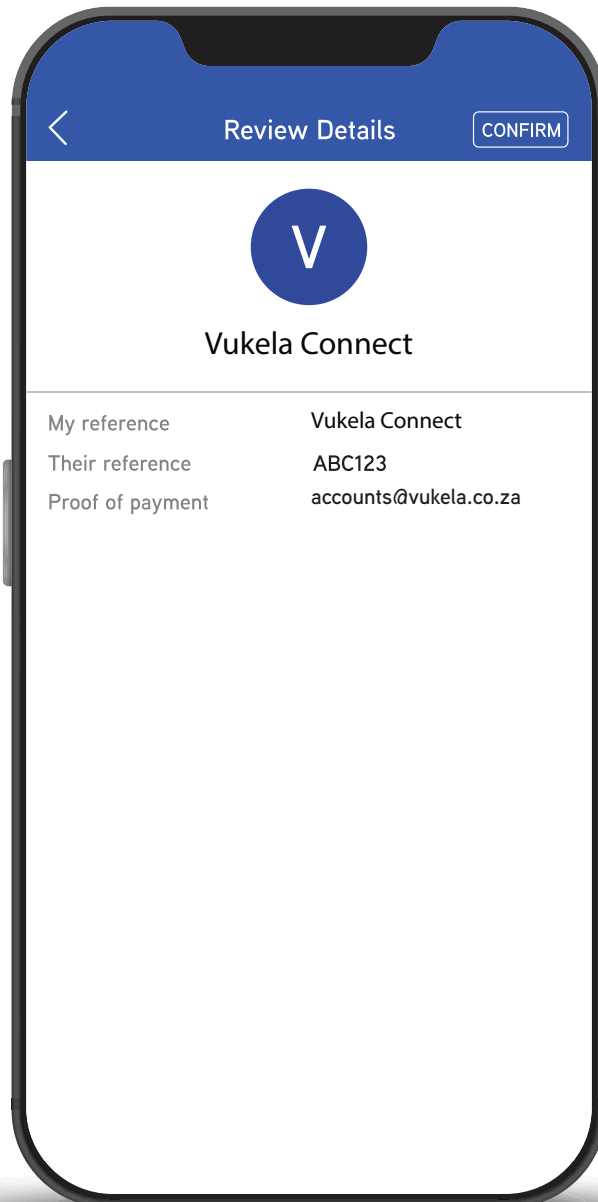 Review Details CONFIRM
V
Vukela Connect
My reference Vukela Connect
Their reference ABC123
Proof of payment accounts@vukela.co.za